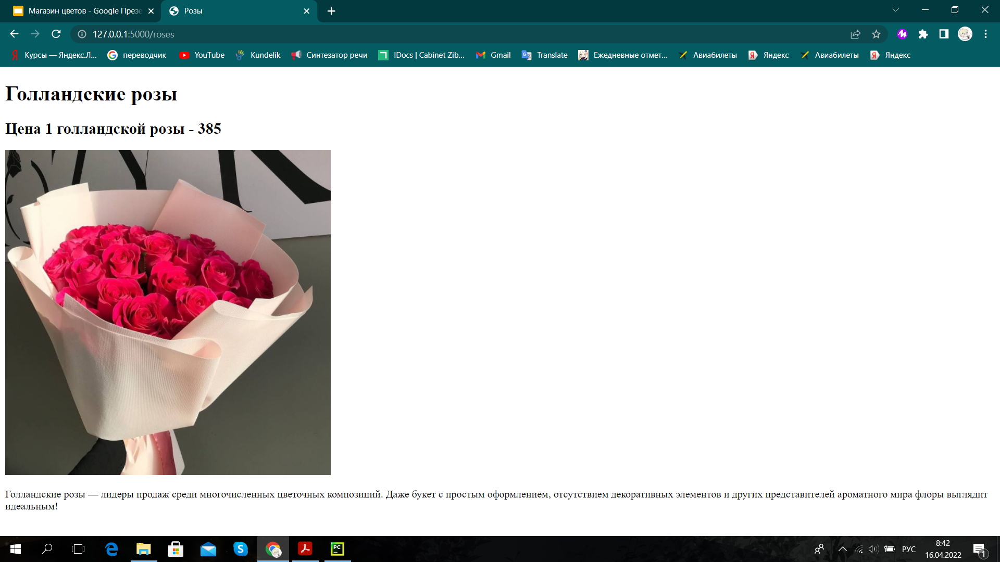 Магазин цветов - Google Презе
Розы
127.0.0.1:5000/roses
Курсы — Яндекс.Л...
переводчик
YouTube
Kundelik
Синтезатор речи
IDocs | Cabinet Zib...
Gmail
Translate
Ежедневные отмет...
Авиабилеты
Яндекс
Авиабилеты
Яндекс
Голландские розы
Цена 1 голландской розы - 385
Голландские розы — лидеры продаж среди многочисленных цветочных композиций. Даже букет с простым оформлением, отсутствием декоративных элементов и других представителей ароматного мира флоры выглядит
идеальным!
РУС
8:42
16.04.2022
1